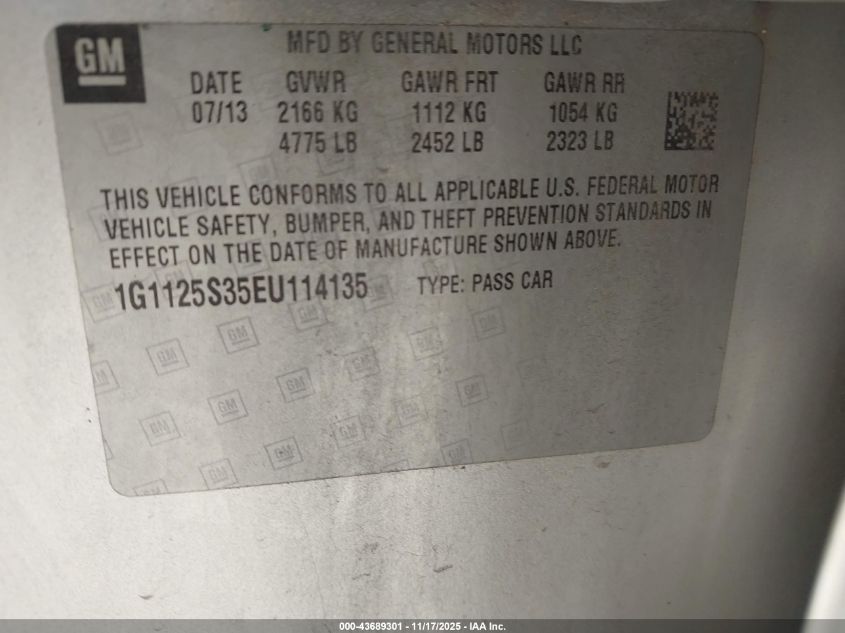 GM
MFD BY GENERAL MOTORS LLC
DATE GVWR GAWR FRT GAWR RR
07/13 2166 KG 1112 KG 1054 KG
4775 LB 2452 LB 2323 LB
THIS VEHICLE CONFORMS TO ALL APPLICABLE U.S. FEDERAL MOTOR
VEHICLE SAFETY, BUMPER, AND THEFT PREVENTION STANDARDS IN
EFFECT ON THE DATE OF MANUFACTURE SHOWN ABOVE.
1G1125S35EU114135 TYPE: PASS CAR
000-43689301 - 11/17/2025 - IAA Inc.